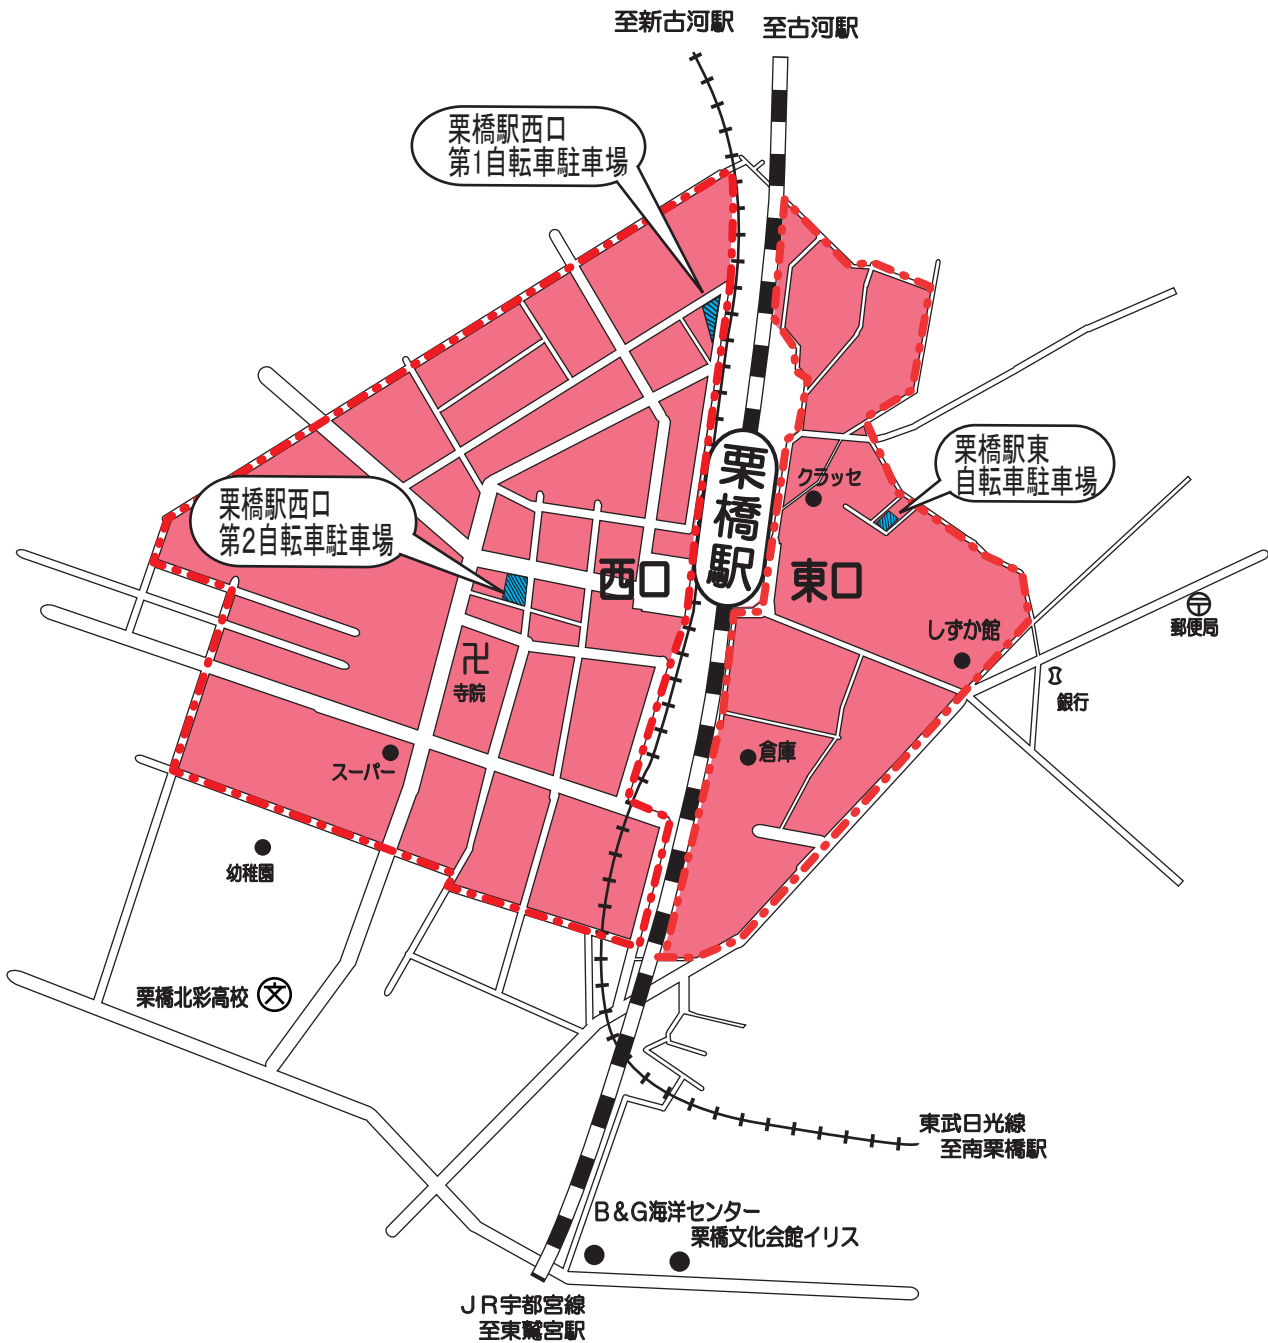 至新古河駅
至古河駅
栗橋駅西口
第1自転車駐車場
栗橋駅東
自転車駐車場
クラッセ
栗橋駅
栗橋駅西口
第2自転車駐車場
西口
東口
郵便局
しずか館
寺院
銀行
倉庫
スーパー
幼稚園
栗橋北彩高校
文
東武日光線
至南栗橋駅
B&G海洋センター
栗橋文化会館イリス
JR宇都宮線
至東鷲宮駅